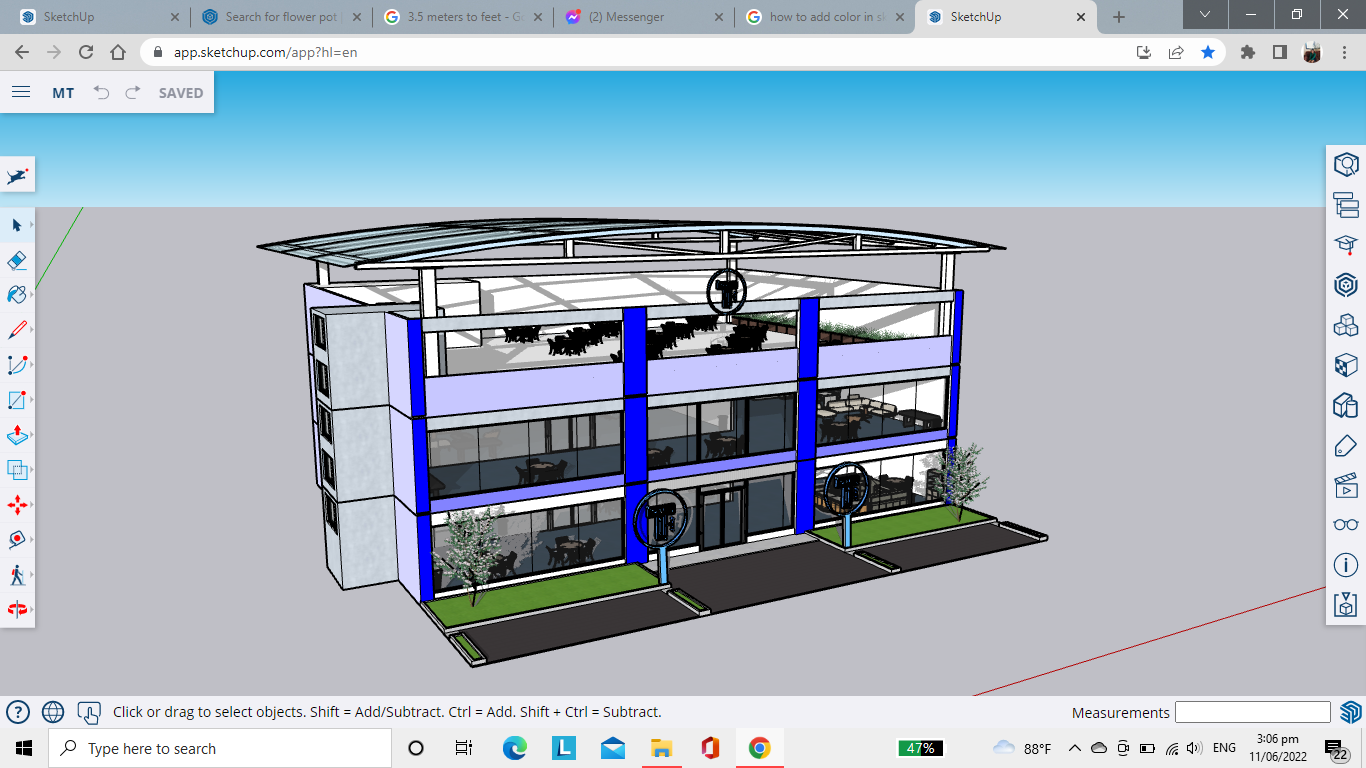 SketchUp
Search for flower pot
3.5 meters to feet - Go
(2) Messenger
how to add color in sk
SketchUp
app.sketchup.com/app?hl=en
MT
SAVED
Click or drag to select objects. Shift = Add/Subtract. Ctrl = Add. Shift + Ctrl = Subtract.
Measurements
Type here to search
47%
88°F
ENG
3:06 pm
11/06/2022
22